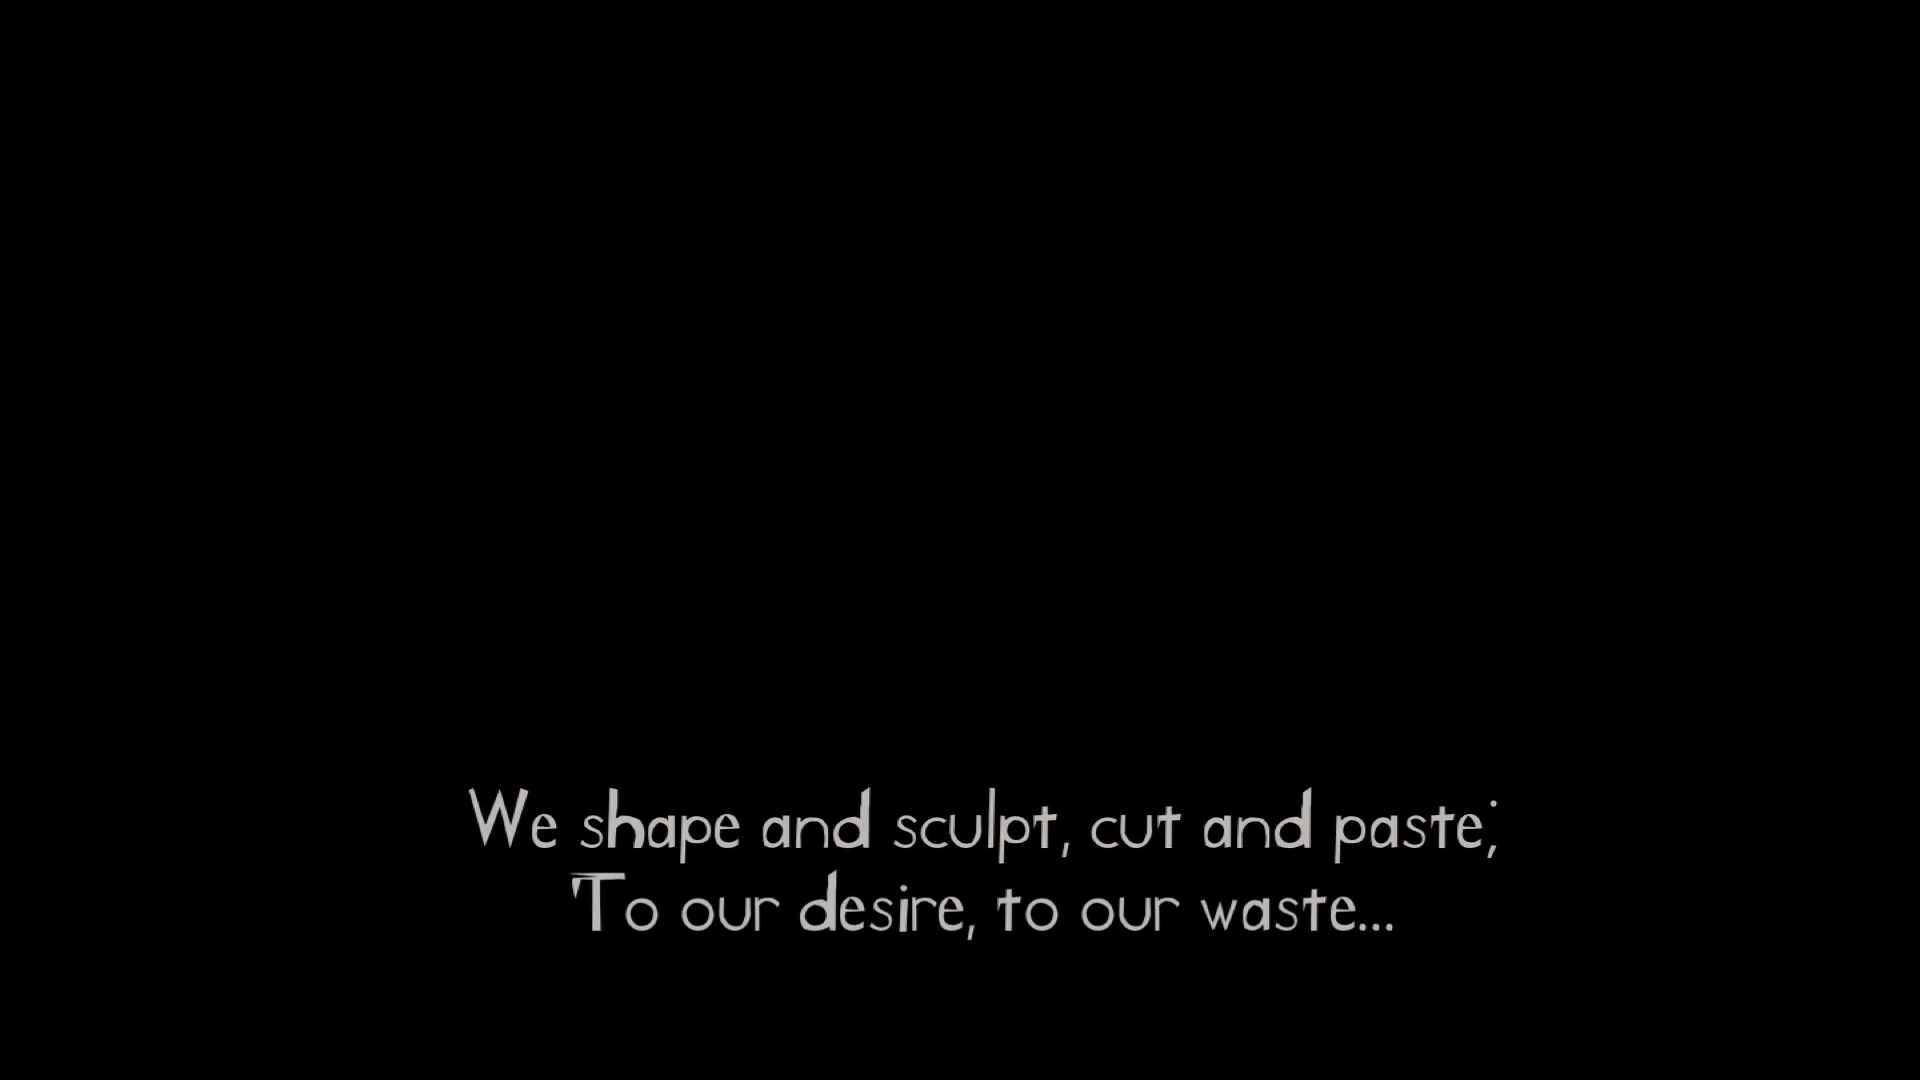 We shape and sculpt, cut and paste;
To our desire, to our waste...